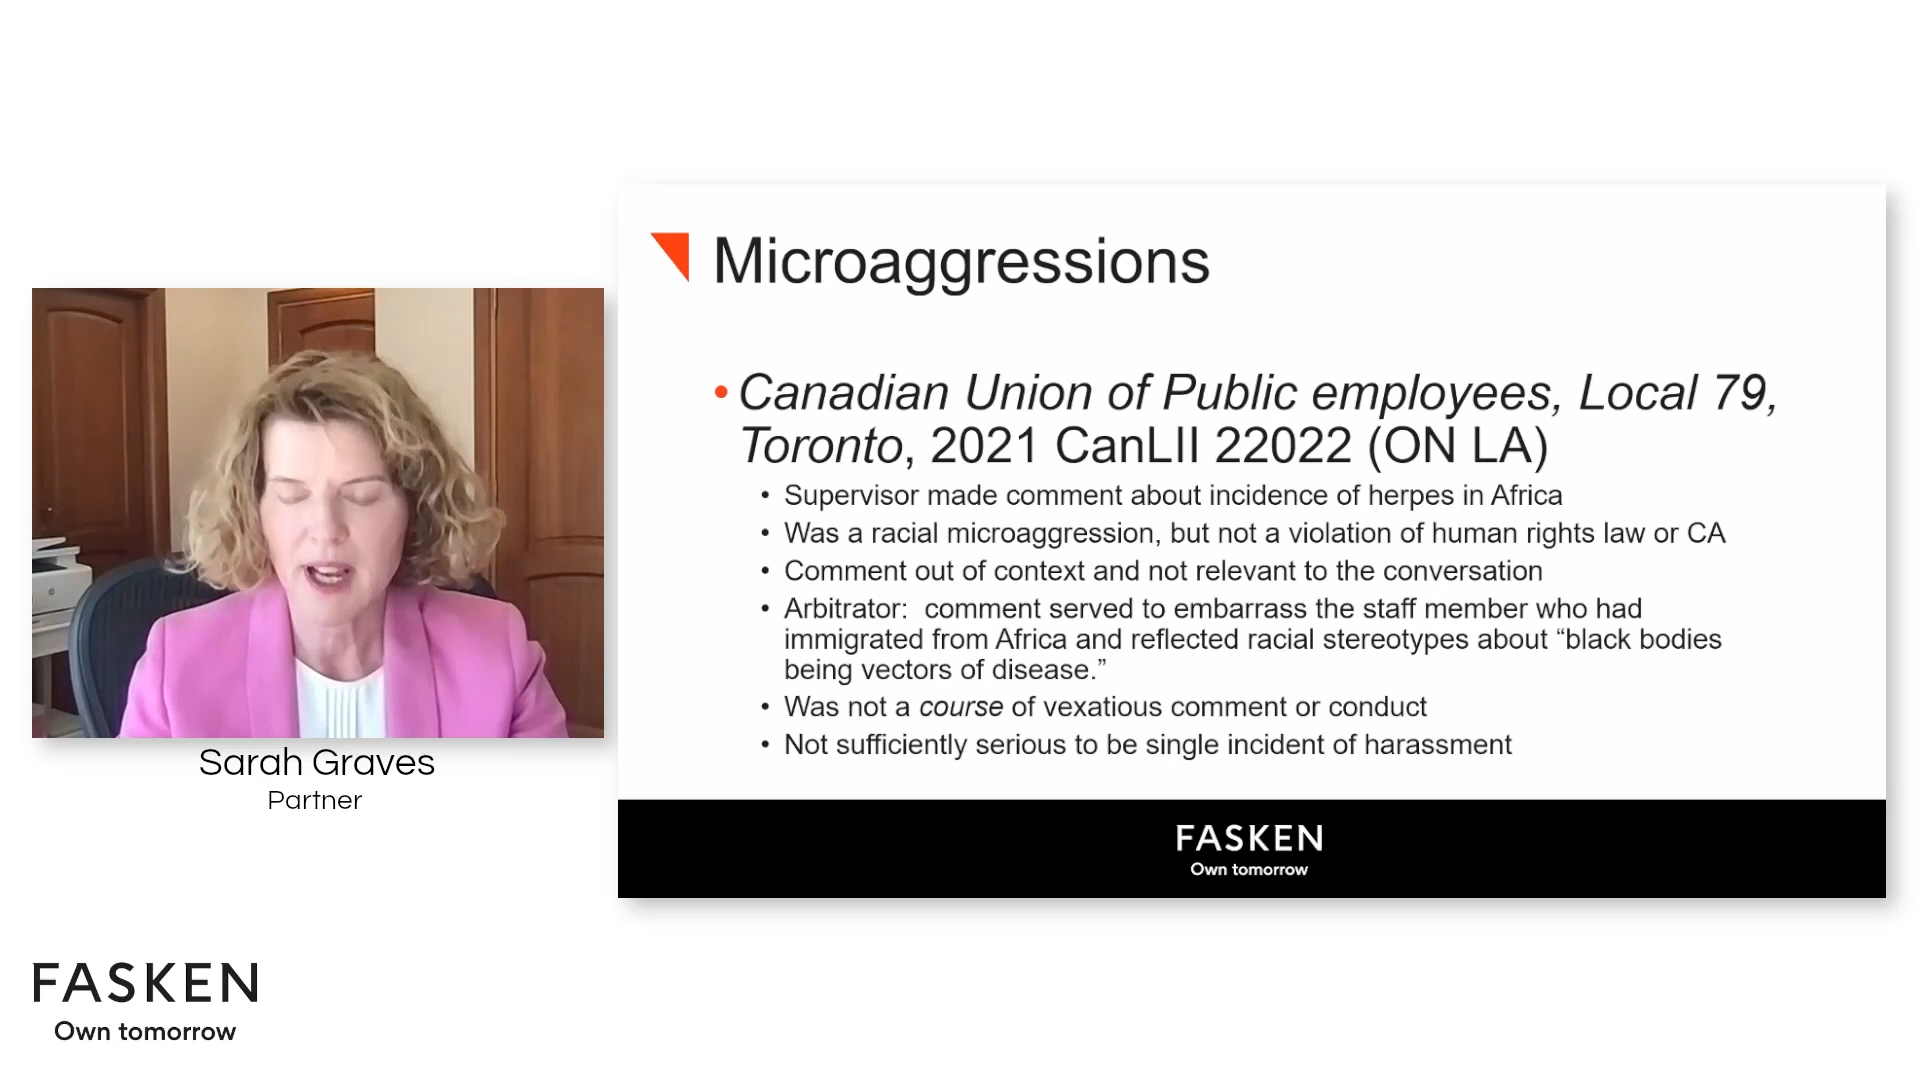 Microaggressions
• Canadian Union of Public employees, Local 79,
Toronto, 2021 CanLII 22022 (ON LA)
• Supervisor made comment about incidence of herpes in Africa
• Was a racial microaggression, but not a violation of human rights law or CA
• Comment out of context and not relevant to the conversation
• Arbitrator:  comment served to embarrass the staff member who had
immigrated from Africa and reflected racial stereotypes about “black bodies
being vectors of disease.”
• Was not a course of vexatious comment or conduct
• Not sufficiently serious to be single incident of harassment
FASKEN
Own tomorrow
Sarah Graves
Partner
FASKEN
Own tomorrow